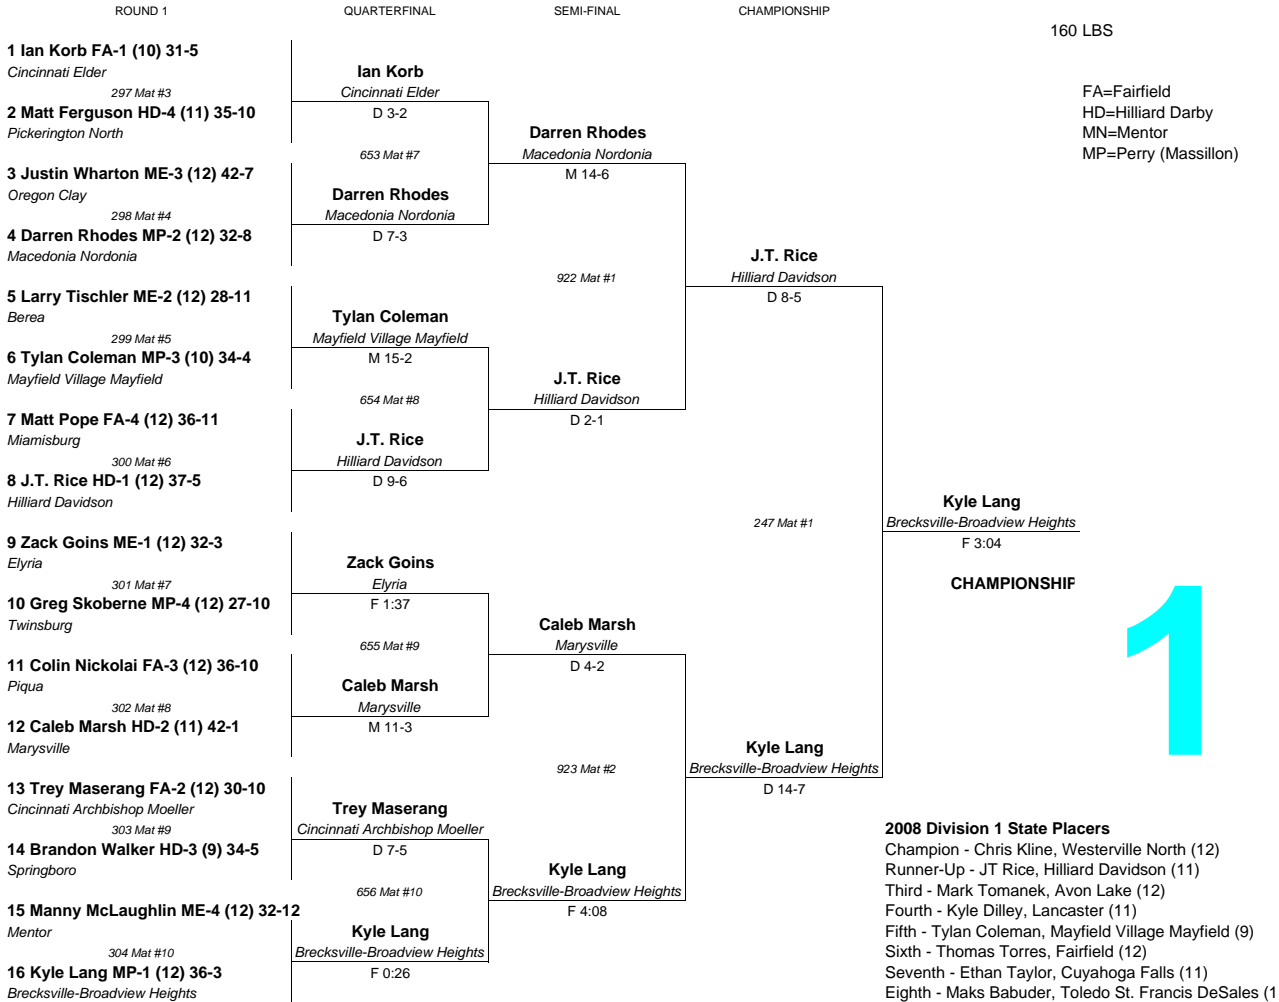 ROUND 1
QUARTERFINAL
SEMI-FINAL
CHAMPIONSHIP
160 LBS
FA=Fairfield
HD=Hilliard Darby
MN=Mentor
MP=Perry (Massillon)
1 Ian Korb FA-1 (10) 31-5
Cincinnati Elder
297 Mat #3
2 Matt Ferguson HD-4 (11) 35-10
Pickerington North
3 Justin Wharton ME-3 (12) 42-7
Oregon Clay
298 Mat #4
4 Darren Rhodes MP-2 (12) 32-8
Macedonia Nordonia
5 Larry Tischler ME-2 (12) 28-11
Berea
299 Mat #5
6 Tylan Coleman MP-3 (10) 34-4
Mayfield Village Mayfield
7 Matt Pope FA-4 (12) 36-11
Miamisburg
300 Mat #6
8 J.T. Rice HD-1 (12) 37-5
Hilliard Davidson
9 Zack Goins ME-1 (12) 32-3
Elyria
301 Mat #7
10 Greg Skoberne MP-4 (12) 27-10
Twinsburg
11 Colin Nickolai FA-3 (12) 36-10
Piqua
302 Mat #8
12 Caleb Marsh HD-2 (11) 42-1
Marysville
13 Trey Maserang FA-2 (12) 30-10
Cincinnati Archbishop Moeller
303 Mat #9
14 Brandon Walker HD-3 (9) 34-5
Springboro
15 Manny McLaughlin ME-4 (12) 32-12
Mentor
304 Mat #10
16 Kyle Lang MP-1 (12) 36-3
Brecksville-Broadview Heights
Ian Korb
Cincinnati Elder
D 3-2
653 Mat #7
Darren Rhodes
Macedonia Nordonia
D 7-3
Tylan Coleman
Mayfield Village Mayfield
M 15-2
654 Mat #8
J.T. Rice
Hilliard Davidson
D 9-6
Zack Goins
Elyria
F 1:37
655 Mat #9
Caleb Marsh
Marysville
M 11-3
Trey Maserang
Cincinnati Archbishop Moeller
D 7-5
656 Mat #10
Kyle Lang
Brecksville-Broadview Heights
F 0:26
Darren Rhodes
Macedonia Nordonia
M 14-6
922 Mat #1
J.T. Rice
Hilliard Davidson
D 2-1
Caleb Marsh
Marysville
D 4-2
923 Mat #2
Kyle Lang
Brecksville-Broadview Heights
F 4:08
J.T. Rice
Hilliard Davidson
D 8-5
247 Mat #1
Kyle Lang
Brecksville-Broadview Heights
D 14-7
Kyle Lang
Brecksville-Broadview Heights
F 3:04
CHAMPIONSHIP
1
2008 Division 1 State Placers
Champion - Chris Kline, Westerville North (12)
Runner-Up - JT Rice, Hilliard Davidson (11)
Third - Mark Tomanek, Avon Lake (12)
Fourth - Kyle Dilley, Lancaster (11)
Fifth - Tylan Coleman, Mayfield Village Mayfield (9)
Sixth - Thomas Torres, Fairfield (12)
Seventh - Ethan Taylor, Cuyahoga Falls (11)
Eighth - Maks Babuder, Toledo St. Francis DeSales (1